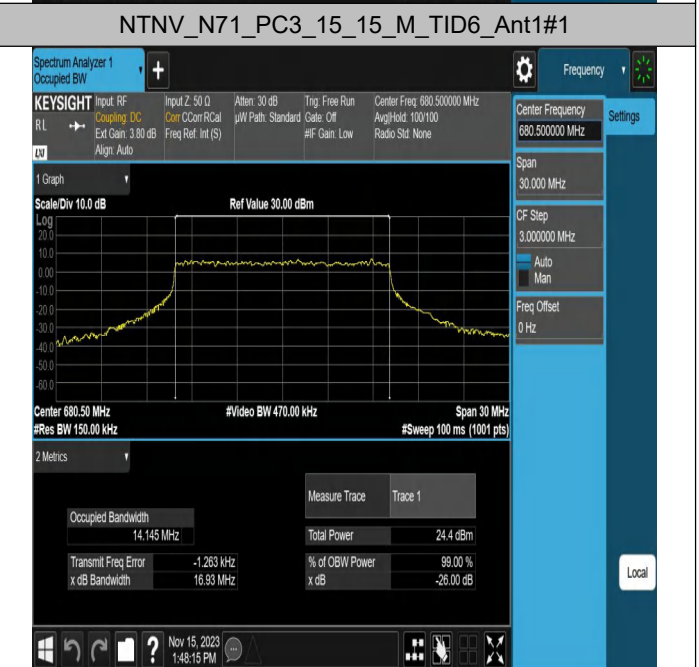 NTNV_N71_PC3_15_15_M_TID6_Ant1#1
Spectrum Analyzer 1
Occupied BW
+
Frequency
KEYSIGHT
RL
LXI
Input: RF
Coupling: DC
Ext Gain: 3.80 dB
Align: Auto
Input Z: 50 Ω
Corr CCorr RCal
Freq Ref: Int (S)
Atten: 30 dB
µW Path: Standard
Trig: Free Run
Gate: Off
#IF Gain: Low
Center Freq: 680.500000 MHz
Avg|Hold: 100/100
Radio Std: None
Center Frequency
680.500000 MHz
Settings
Span
30.000 MHz
CF Step
3.000000 MHz
Auto
Man
Freq Offset
0 Hz
1 Graph
Scale/Div 10.0 dB
Ref Value 30.00 dBm
Log
20.0
10.0
0.00
-10.0
-20.0
-30.0
-40.0
-50.0
-60.0
Center 680.50 MHz
#Video BW 470.00 kHz
Span 30 MHz
#Res BW 150.00 kHz
#Sweep 100 ms (1001 pts)
2 Metrics
Measure Trace Trace 1
Occupied Bandwidth
14.145 MHz
Total Power 24.4 dBm
Transmit Freq Error -1.263 kHz
% of OBW Power 99.00 %
x dB Bandwidth 16.93 MHz
x dB -26.00 dB
Local
?
Nov 15, 2023
1:48:15 PM